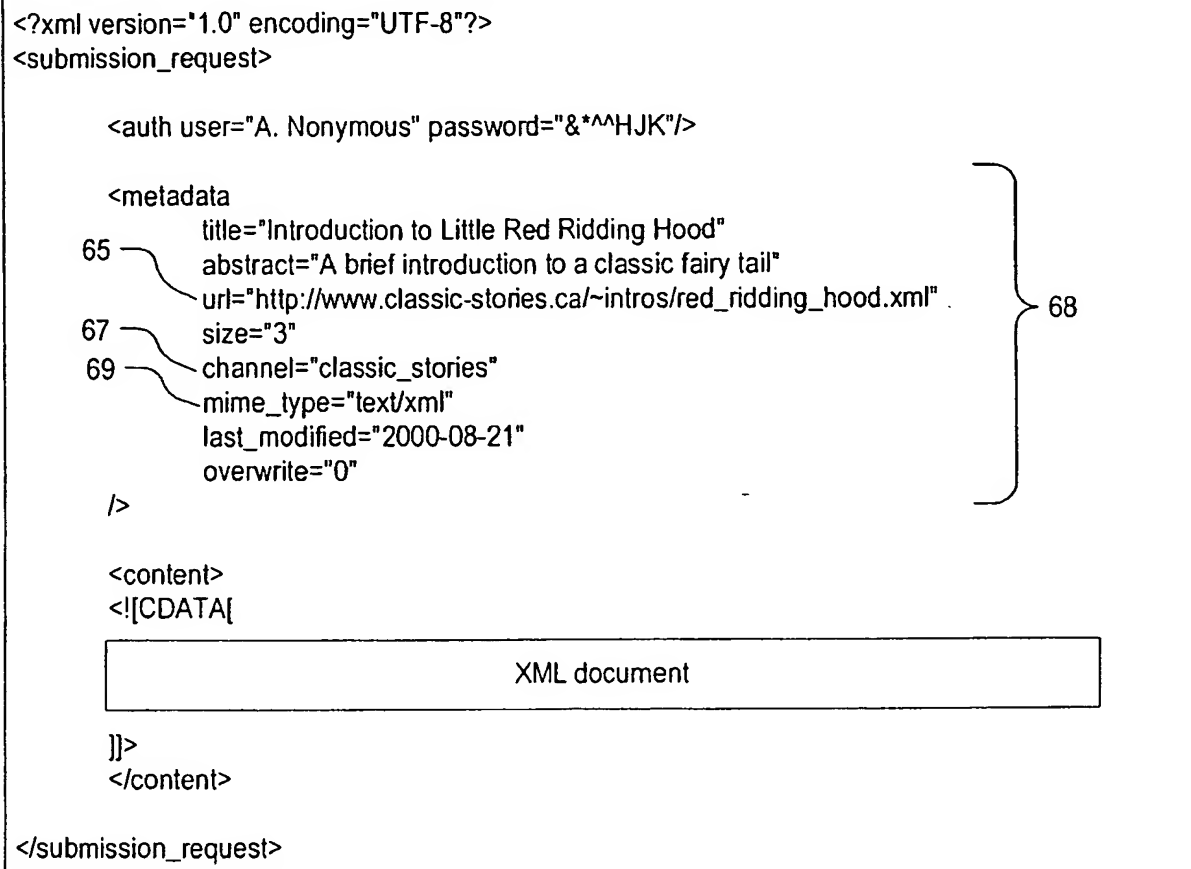 <?xml version="1.0" encoding="UTF-8"?>
<submission_request>
<auth user="A. Nonymous" password="&*^^HJK"/>
<metadata
title="Introduction to Little Red Ridding Hood"
65
abstract="A brief introduction to a classic fairy tail"
url="http://www.classic-stories.ca/~intros/red_ridding_hood.xml"
68
67
size="3"
69
channel="classic_stories"
mime_type="text/xml"
last_modified="2000-08-21"
overwrite="0"
/>
<content>
<![CDATA[
XML document
]]>
</content>
</submission_request>